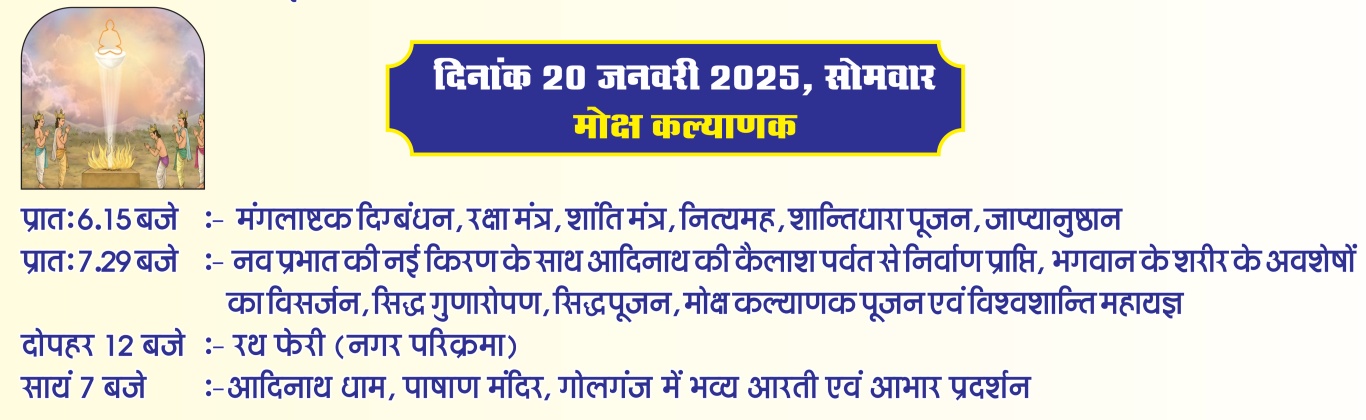 दिनांक 20 जनवरी 2025, सोमवार
मोक्ष कल्याणक
प्रात: 6.15 बजे :- मंगलाष्टक दिग्बंधन, रक्षा मंत्र, शांति मंत्र, नित्यमह, शान्तिधारा पूजन, जाप्यानुष्ठान
प्रात: 7.29 बजे :- नव प्रभात की नई किरण के साथ आदिनाथ की कैलाश पर्वत से निर्वाण प्राप्ति, भगवान के शरीर के अवशेषों
का विसर्जन, सिद्ध गुणारोपण, सिद्धपूजन, मोक्ष कल्याणक पूजन एवं विश्वशान्ति महायज्ञ
दोपहर 12 बजे :- रथ फेरी (नगर परिक्रमा)
सायं 7 बजे :- आदिनाथ धाम, पाषाण मंदिर, गोलगंज में भव्य आरती एवं आभार प्रदर्शन